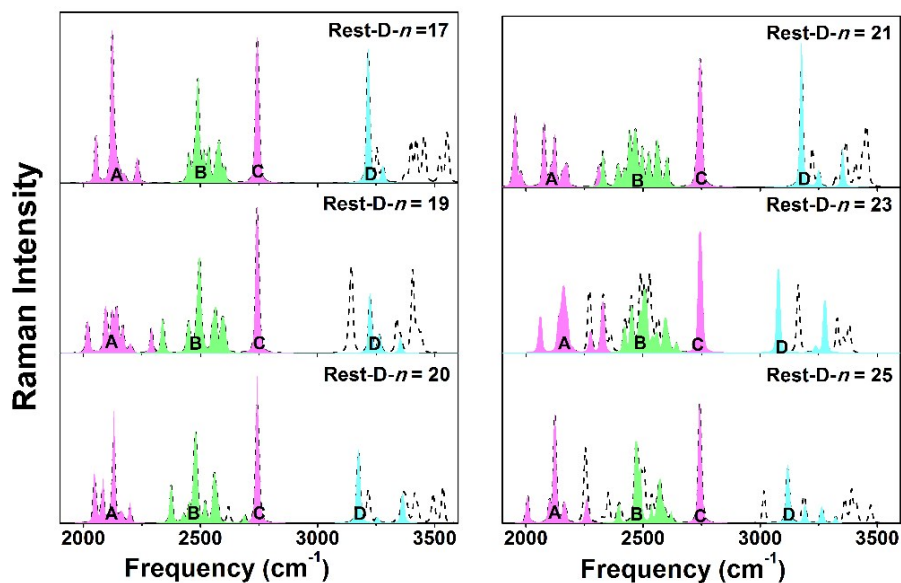 Raman Intensity
Rest-D-n = 17
A
B
C
D
Rest-D-n = 19
A
B
C
D
Rest-D-n = 20
A
B
C
D
2000 2500 3000 3500
Frequency (cm-1)
Rest-D-n = 21
A
B
C
D
Rest-D-n = 23
A
B
C
D
Rest-D-n = 25
A
B
C
D
2000 2500 3000 3500
Frequency (cm-1)